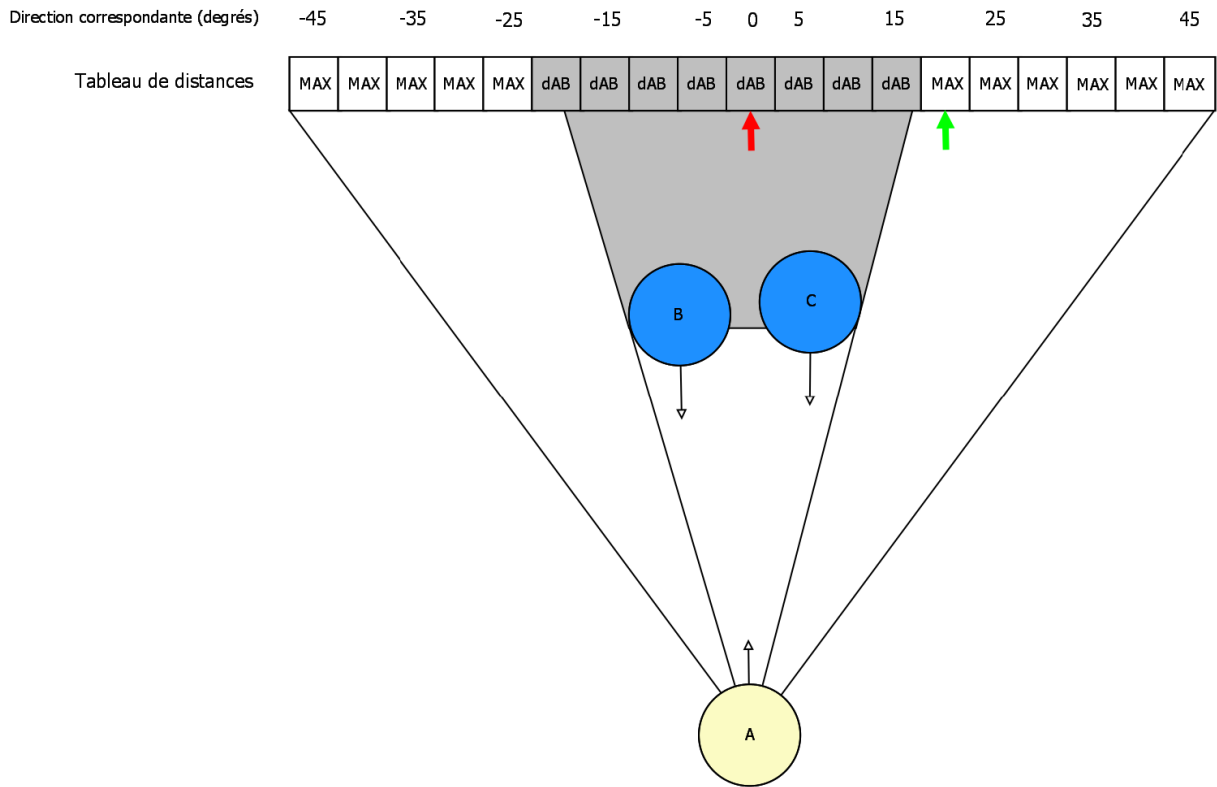 Direction correspondante (degrés) -45 -35 -25 -15 -5 0 5 15 25 35 45
Tableau de distances MAX MAX MAX MAX MAX dAB dAB dAB dAB dAB dAB dAB dAB MAX MAX MAX MAX MAX MAX
B C
A